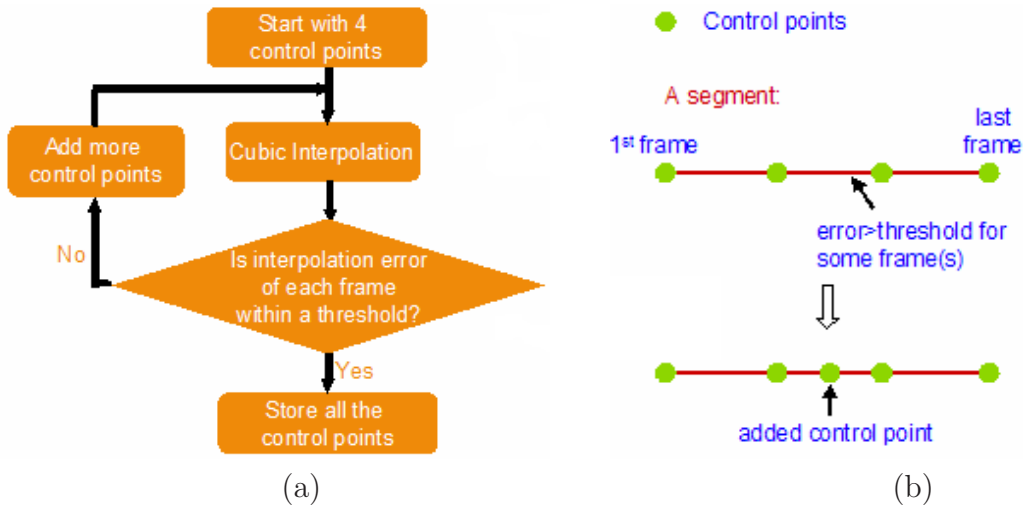 Start with 4
control points
Add more
control points
Cubic Interpolation
No
Is interpolation error
of each frame
within a threshold?
Yes
Store all the
control points
(a)
Control points
A segment:
1st frame
last
frame
error>threshold for
some frame(s)
added control point
(b)